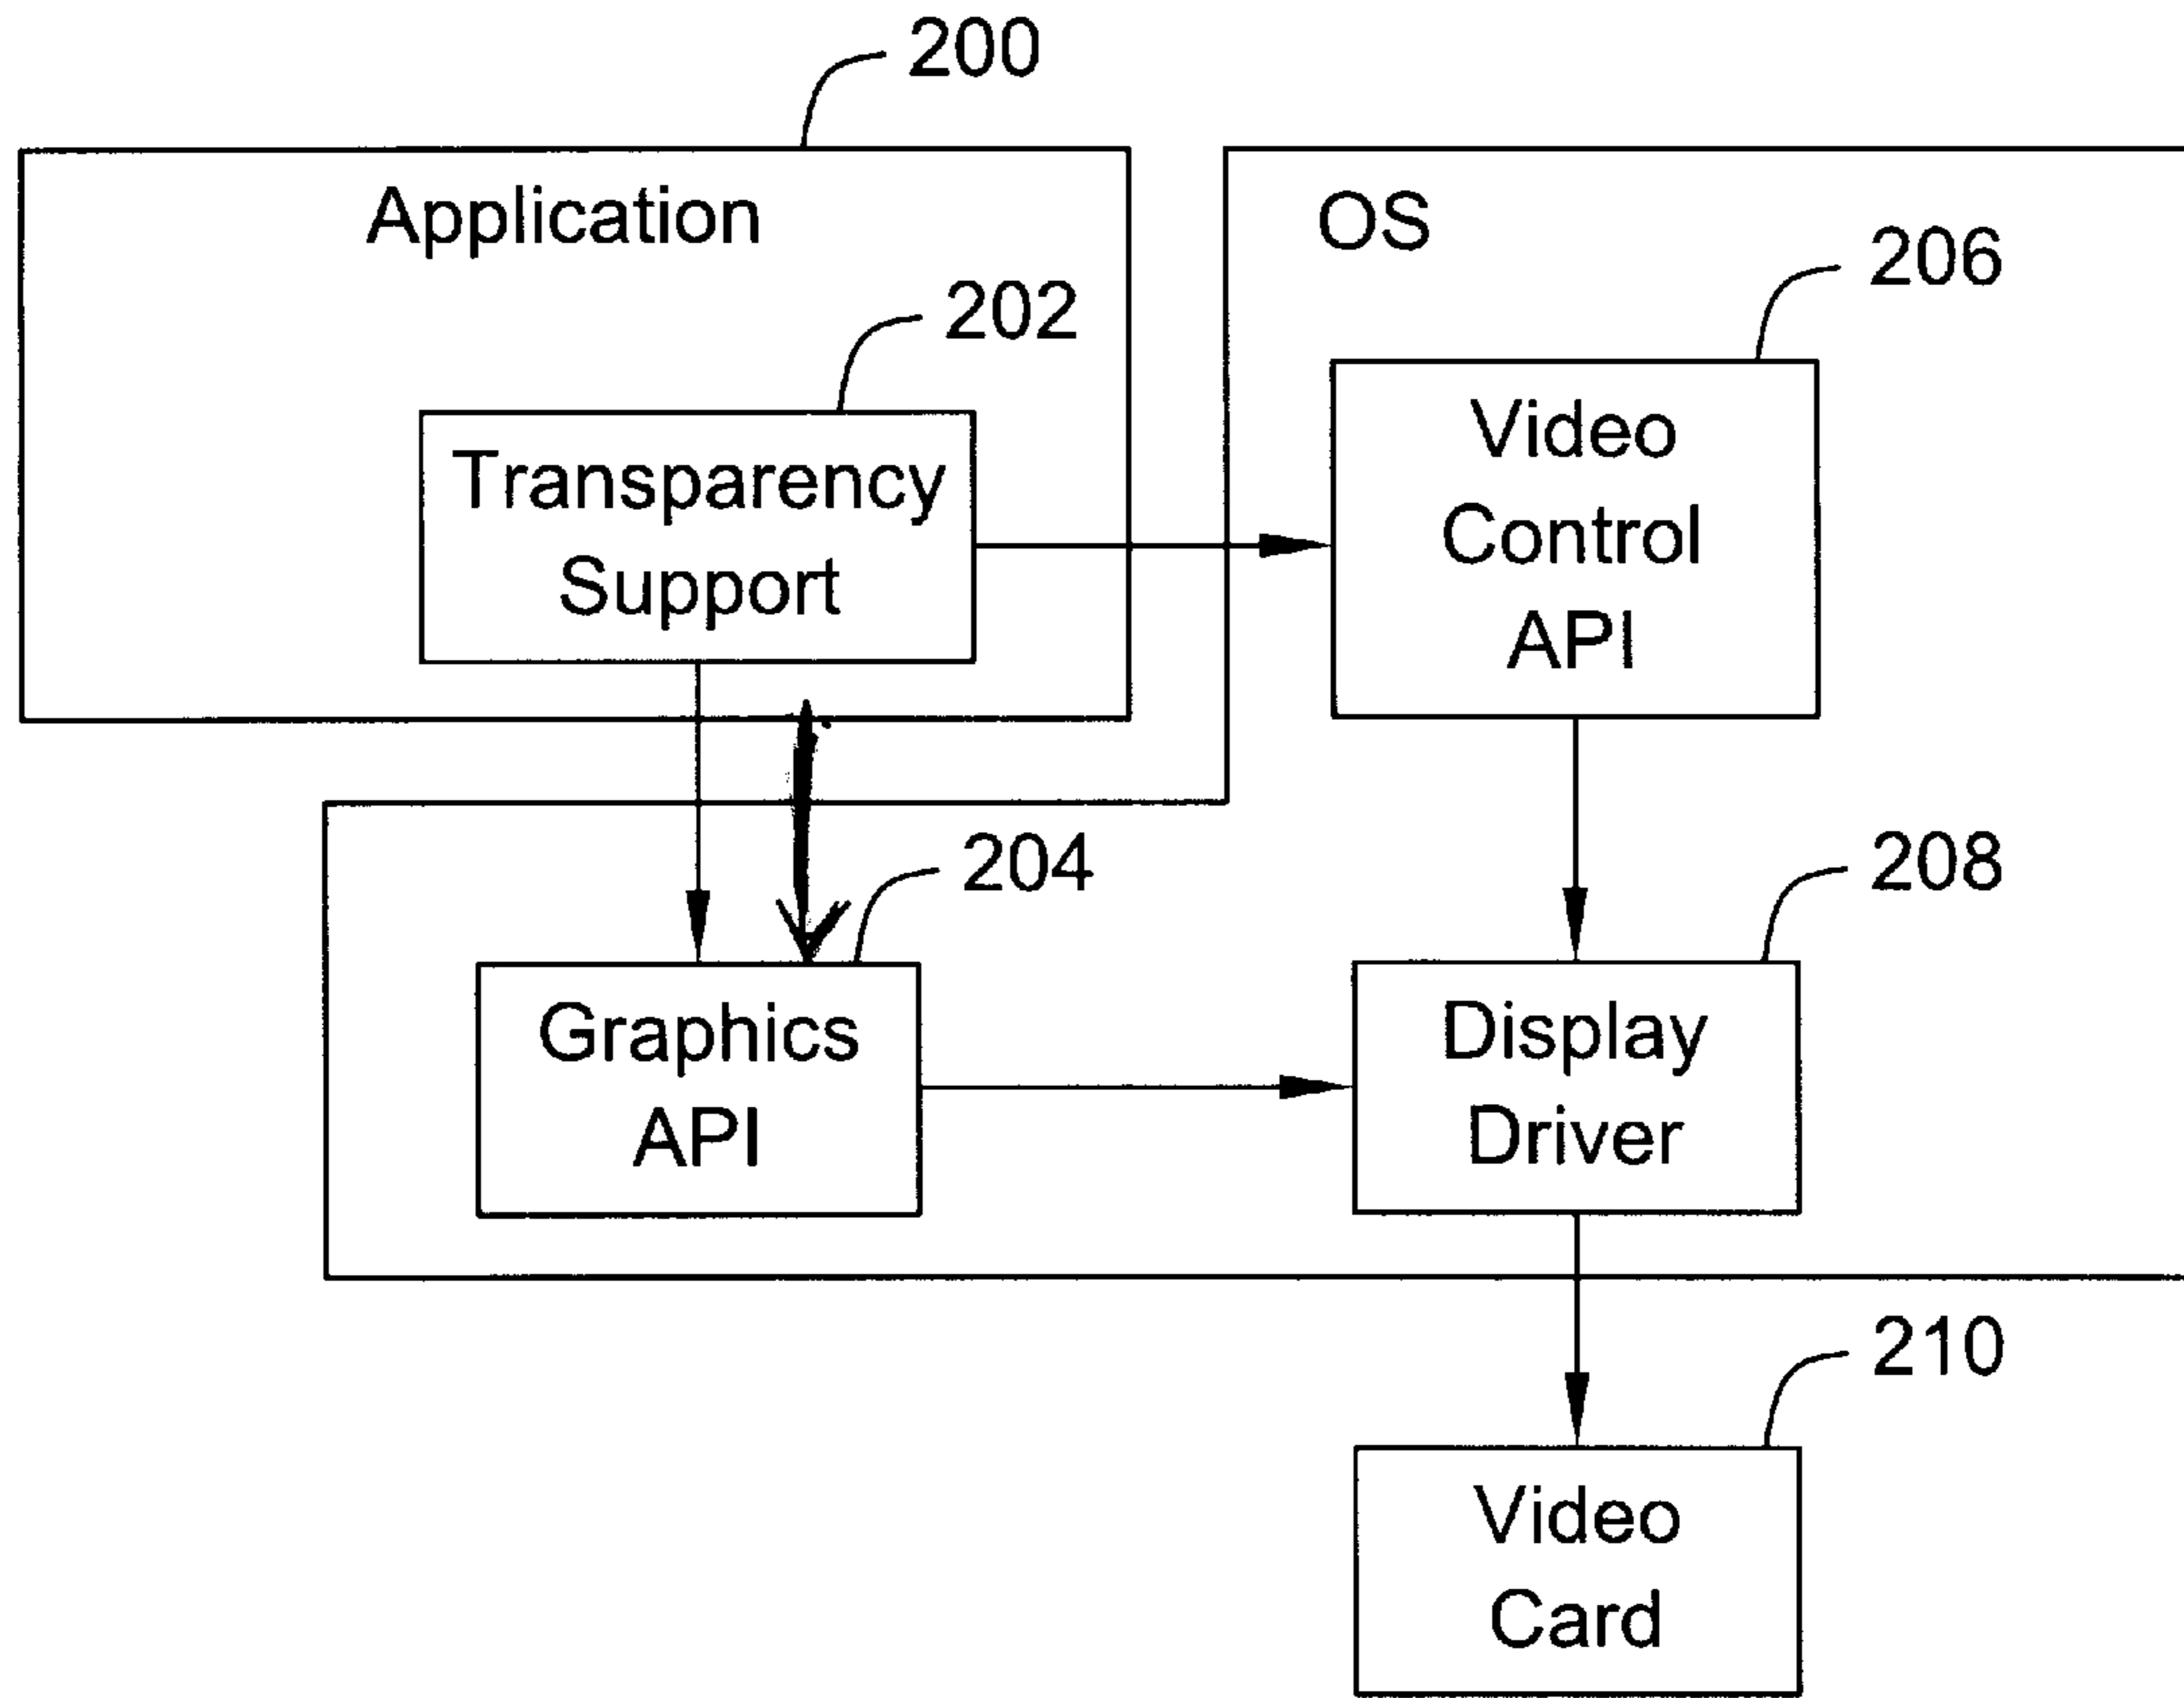 200
Application
OS
206
202
Transparency
Support
Video
Control
API
204
208
Graphics
API
Display
Driver
210
Video
Card